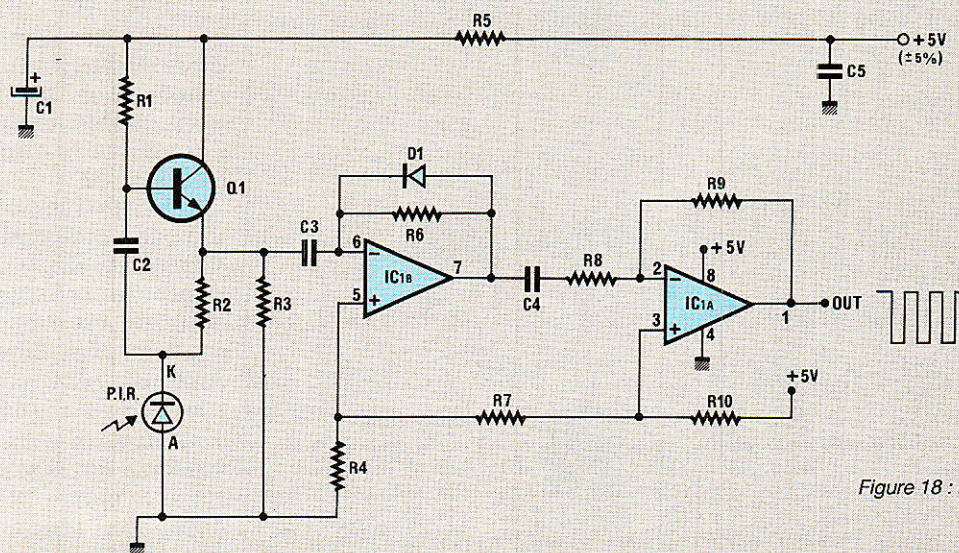 R5
+5V
(±5%)
+
C1
R1
C5
Q1
D1
R9
R6
C3
6
−
IC1B
7
5
+
C2
R2
R3
C4
R8
+5V
2
−
8
IC1A
3
+
4
1
OUT
K
P.I.R.
A
R7
R10
+5V
R4
Figure 18 :